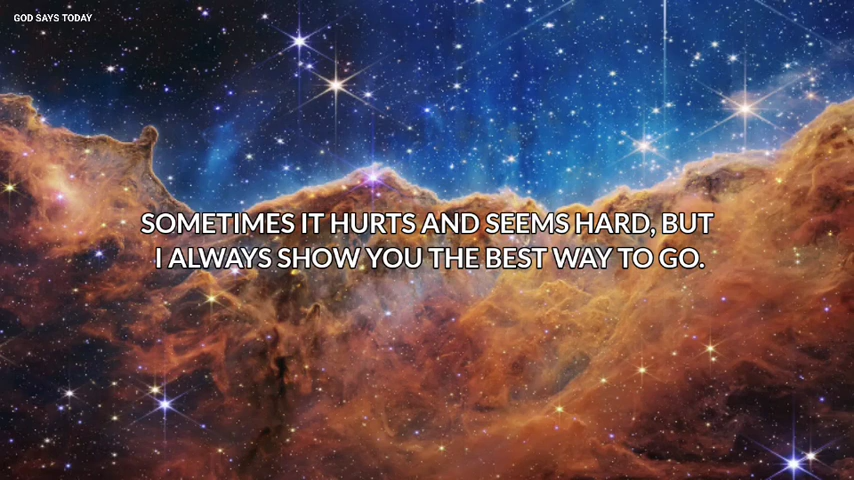 GOD SAYS TODAY
SOMETIMES IT HURTS AND SEEMS HARD, BUT
I ALWAYS SHOW YOU THE BEST WAY TO GO.